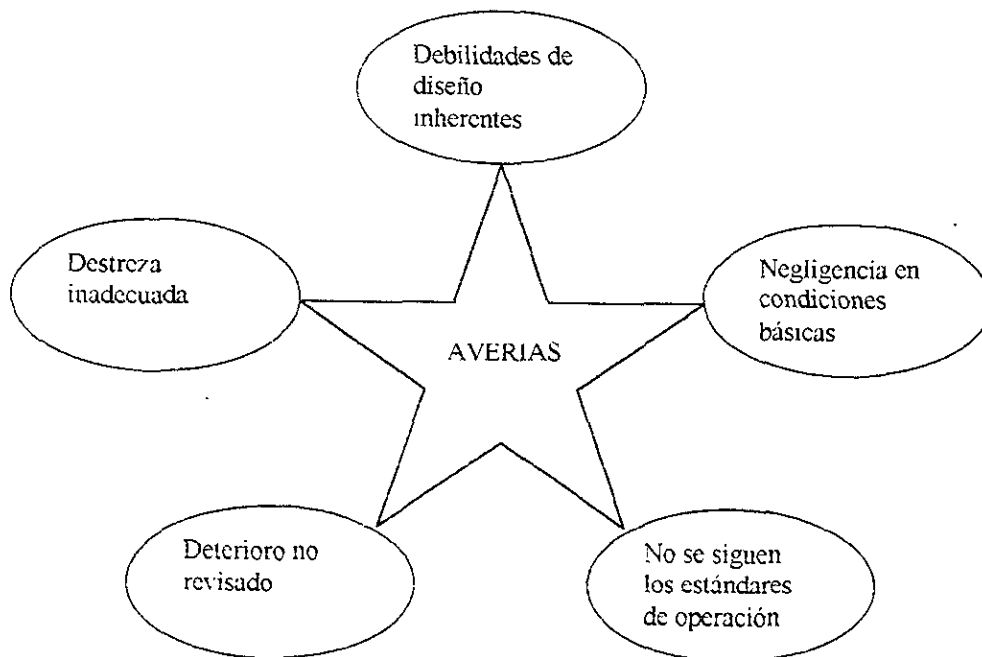 Debilidades de
diseño
inherentes
Destreza
inadecuada
Negligencia en
condiciones
básicas
AVERIAS
Deterioro no
revisado
No se siguen
los estándares
de operación